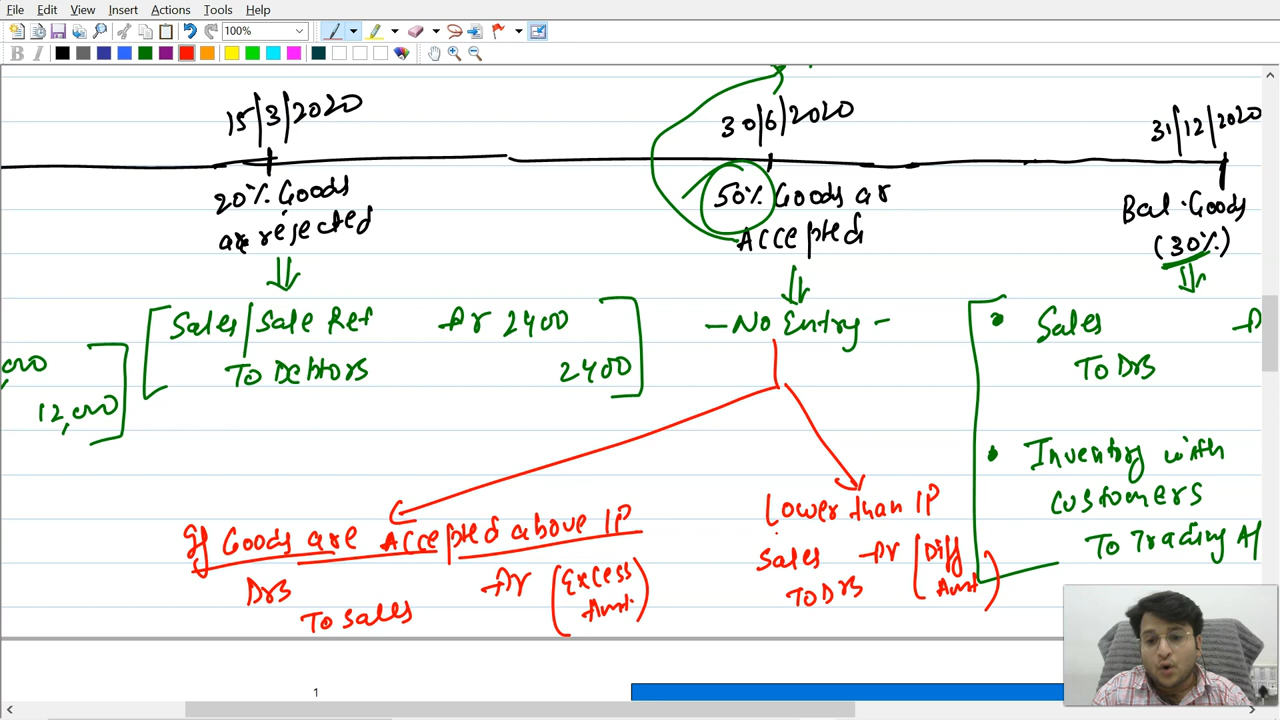 File Edit View Insert Actions Tools Help
100%
B I
15/3/2020
30/6/2020
31/12/2020
20% Goods
are rejected
50% Goods ar
Accepted
Bal. Goods
(30%)
Sales/Sale Ret Dr 2400
To Debtors 2400
12,000
- No Entry -
Sales
To Drs
Inventory with
customers
To Trading A/
If Goods are Accepted above IP
Drs Dr (Excess
Amt.)
To Sales
Lower than IP
Sales Dr (Diff
Amt)
To Drs
1